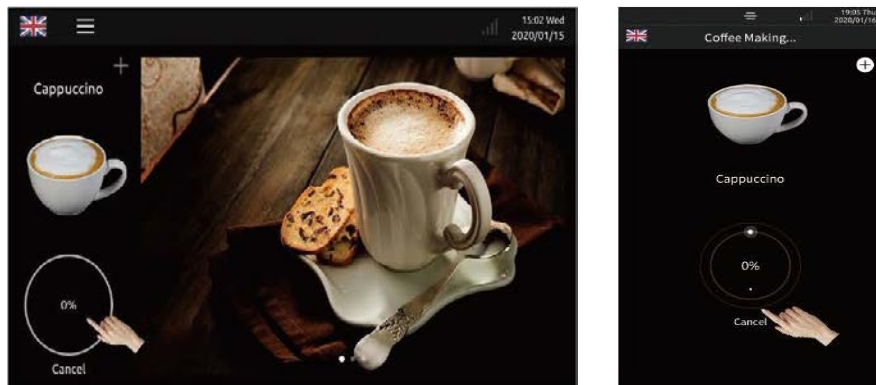 15:02 Wed
2020/01/15
Cappuccino
0%
Cancel
19:05 Thu
2020/01/16
Coffee Making...
Cappuccino
0%
Cancel